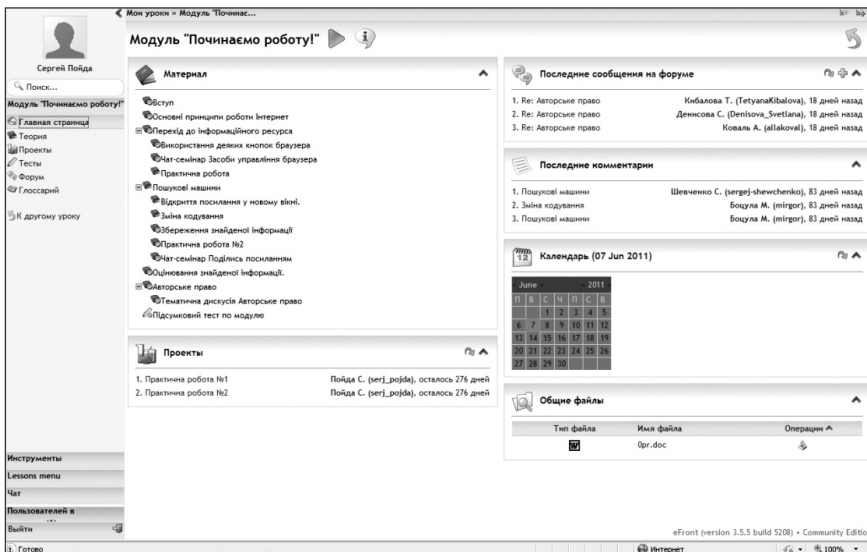 Мои уроки » Модуль "Починас...
Модуль "Починаємо роботу!"
Сергей Пойда
Поиск...
Модуль "Починаємо роботу!"
Главная страница
Теория
Проекты
Тесты
Форум
Глоссарий
К другому уроку
Инструменты
Lessons menu
Чат
Пользователей в
Выйти
Материал
Вступ
Основні принципи роботи Інтернет
Перехід до інформаційного ресурса
Використання деяких кнопок браузера
Чат-семінар Засоби управління браузера
Практична робота
Пошукові машини
Відкриття посилання у новому вікні.
Зміна кодування
Збереження знайденої інформації
Практична робота №2
Чат-семінар Поділись посиланням
Оцінювання знайденої інформації.
Авторське право
Тематична дискусія Авторське право
Підсумковий тест по модулю
Проекты
1. Практична робота №1 Пойда С. (serj_pojda), осталось 276 дней
2. Практична робота №2 Пойда С. (serj_pojda), осталось 276 дней
Последние сообщения на форуме
1. Re: Авторське право Кибалова Т. (TetyanaKibalova), 18 дней назад
2. Re: Авторське право Денисова С. (Denisova_Svetlana), 18 дней назад
3. Re: Авторське право Коваль А. (allakoval), 18 дней назад
Последние комментарии
1. Пошукові машини Шевченко С. (sergej-shewchenko), 83 дней назад
2. Зміна кодування Боцула М. (mirgor), 83 дней назад
3. Пошукові машини Боцула М. (mirgor), 83 дней назад
12
Календарь (07 Jun 2011)
June 2011
П В С Ч П С В
1 2 3 4 5
6 7 8 9 10 11 12
13 14 15 16 17 18 19
20 21 22 23 24 25 26
27 28 29 30
Общие файлы
Тип файла Имя файла Операции
0pr.doc
eFront (version 3.5.5 build 5208) • Community Editio
Готово Интернет 100%